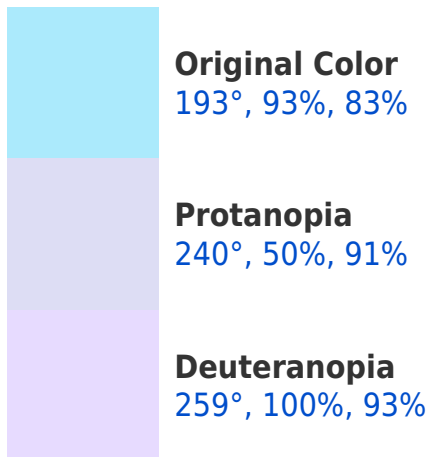 Original Color
193°, 93%, 83%
Protanopia
240°, 50%, 91%
Deuteranopia
259°, 100%, 93%